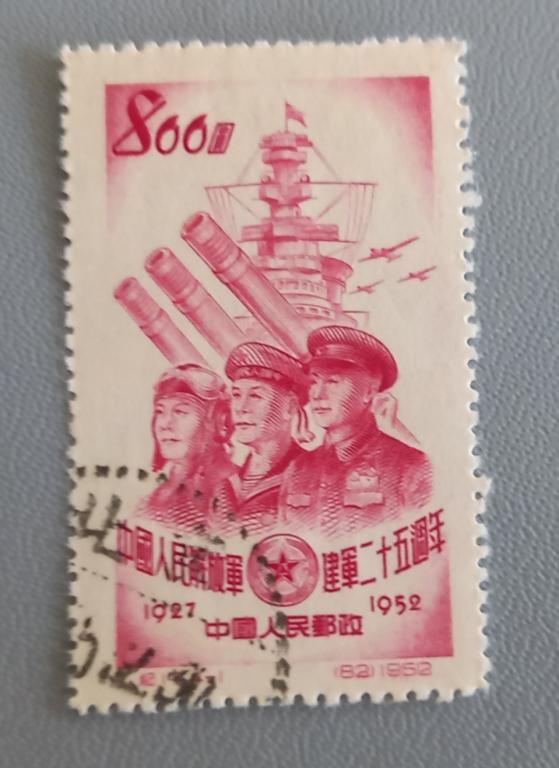 800圓
中國人民解放軍 建軍二十五週年
1927 1952
中國人民郵政
(82)1952